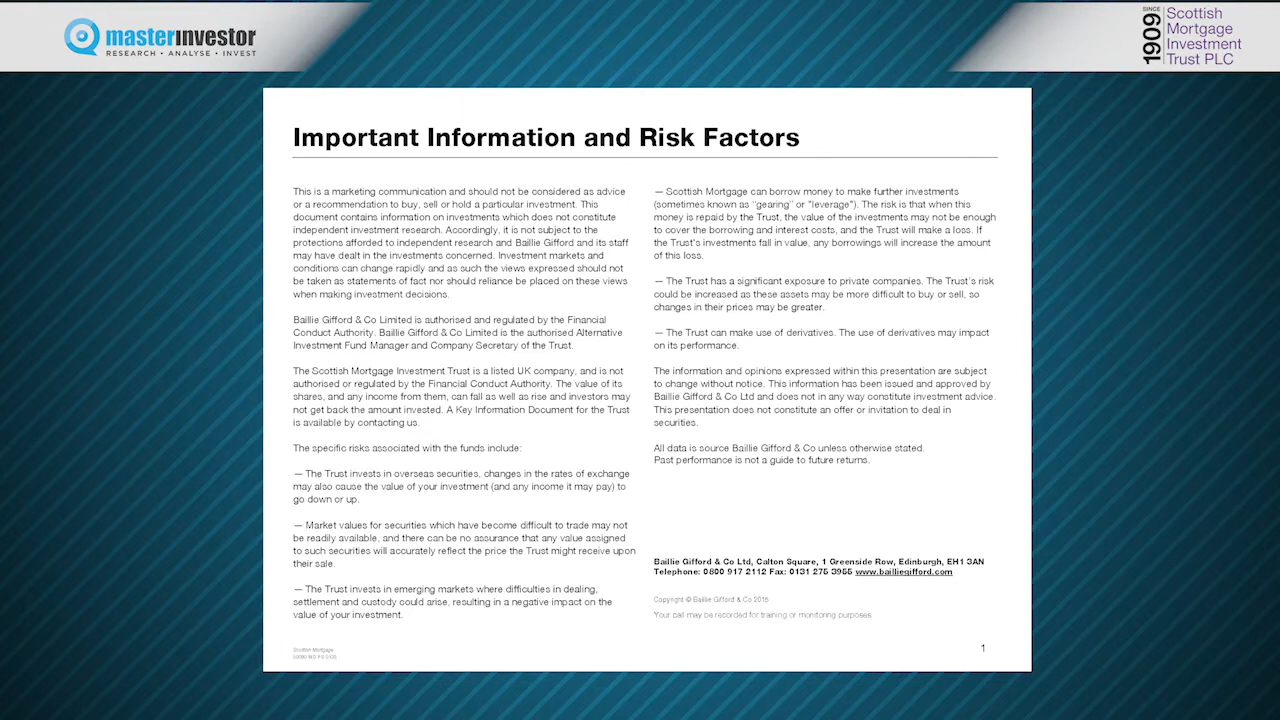 masterinvestor
RESEARCH • ANALYSE • INVEST
SINCE
1909
Scottish
Mortgage
Investment
Trust PLC
Important Information and Risk Factors
This is a marketing communication and should not be considered as advice
or a recommendation to buy, sell or hold a particular investment. This
document contains information on investments which does not constitute
independent investment research. Accordingly, it is not subject to the
protections afforded to independent research and Baillie Gifford and its staff
may have dealt in the investments concerned. Investment markets and
conditions can change rapidly and as such the views expressed should not
be taken as statements of fact nor should reliance be placed on these views
when making investment decisions.
Baillie Gifford & Co Limited is authorised and regulated by the Financial
Conduct Authority. Baillie Gifford & Co Limited is the authorised Alternative
Investment Fund Manager and Company Secretary of the Trust.
The Scottish Mortgage Investment Trust is a listed UK company, and is not
authorised or regulated by the Financial Conduct Authority. The value of its
shares, and any income from them, can fall as well as rise and investors may
not get back the amount invested. A Key Information Document for the Trust
is available by contacting us.
The specific risks associated with the funds include:
— The Trust invests in overseas securities, changes in the rates of exchange
may also cause the value of your investment (and any income it may pay) to
go down or up.
— Market values for securities which have become difficult to trade may not
be readily available, and there can be no assurance that any value assigned
to such securities will accurately reflect the price the Trust might receive upon
their sale.
— The Trust invests in emerging markets where difficulties in dealing,
settlement and custody could arise, resulting in a negative impact on the
value of your investment.
— Scottish Mortgage can borrow money to make further investments
(sometimes known as “gearing” or "leverage"). The risk is that when this
money is repaid by the Trust, the value of the investments may not be enough
to cover the borrowing and interest costs, and the Trust will make a loss. If
the Trust's investments fall in value, any borrowings will increase the amount
of this loss.
— The Trust has a significant exposure to private companies. The Trust’s risk
could be increased as these assets may be more difficult to buy or sell, so
changes in their prices may be greater.
— The Trust can make use of derivatives. The use of derivatives may impact
on its performance.
The information and opinions expressed within this presentation are subject
to change without notice. This information has been issued and approved by
Baillie Gifford & Co Ltd and does not in any way constitute investment advice.
This presentation does not constitute an offer or invitation to deal in
securities.
All data is source Baillie Gifford & Co unless otherwise stated.
Past performance is not a guide to future returns.
Baillie Gifford & Co Ltd, Calton Square, 1 Greenside Row, Edinburgh, EH1 3AN
Telephone: 0800 917 2112 Fax: 0131 275 3955 www.bailliegifford.com
Copyright © Baillie Gifford & Co
Your call may be recorded for training or monitoring purposes.
Scottish Mortgage
1